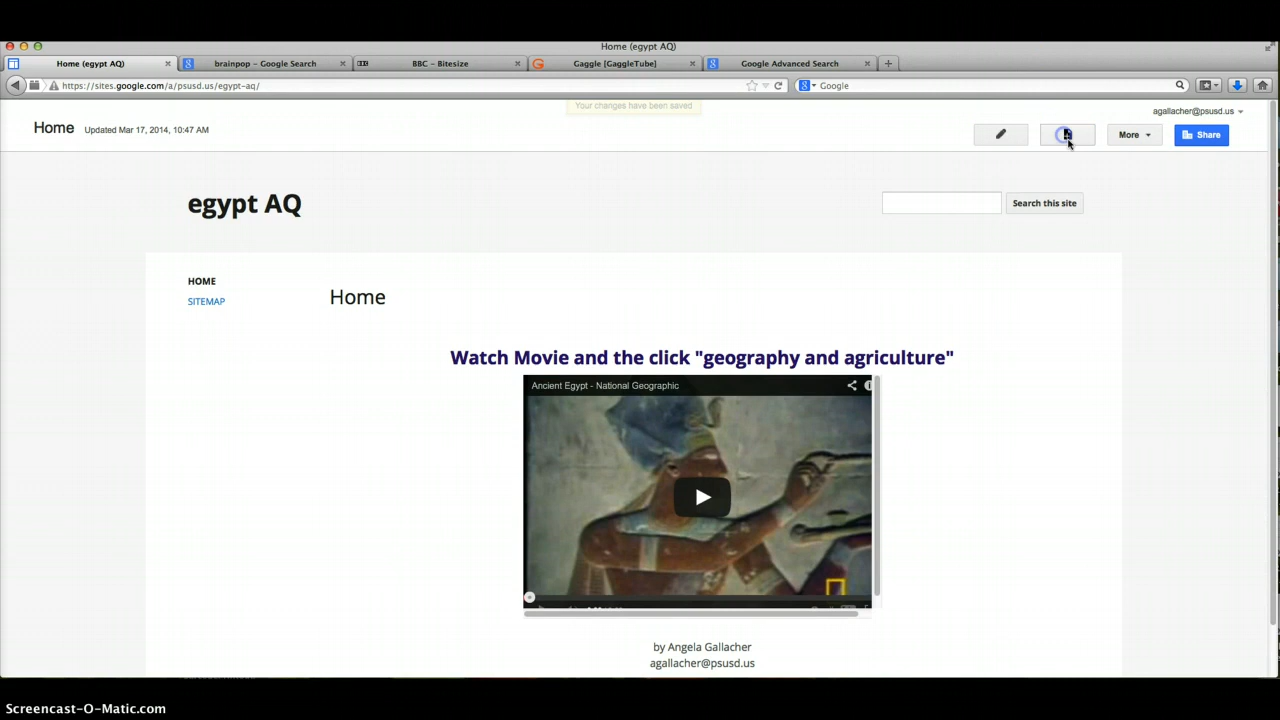 Home (egypt AQ)
Home (egypt AQ)
brainpop – Google Search
BBC – Bitesize
Gaggle [GaggleTube]
Google Advanced Search
https://sites.google.com/a/psusd.us/egypt-aq/
Google
Your changes have been saved
agallacher@psusd.us
Home Updated Mar 17, 2014, 10:47 AM
More
Share
egypt AQ
Search this site
HOME
SITEMAP
Home
Watch Movie and the click "geography and agriculture"
Ancient Egypt - National Geographic
by Angela Gallacher
agallacher@psusd.us
Screencast-O-Matic.com